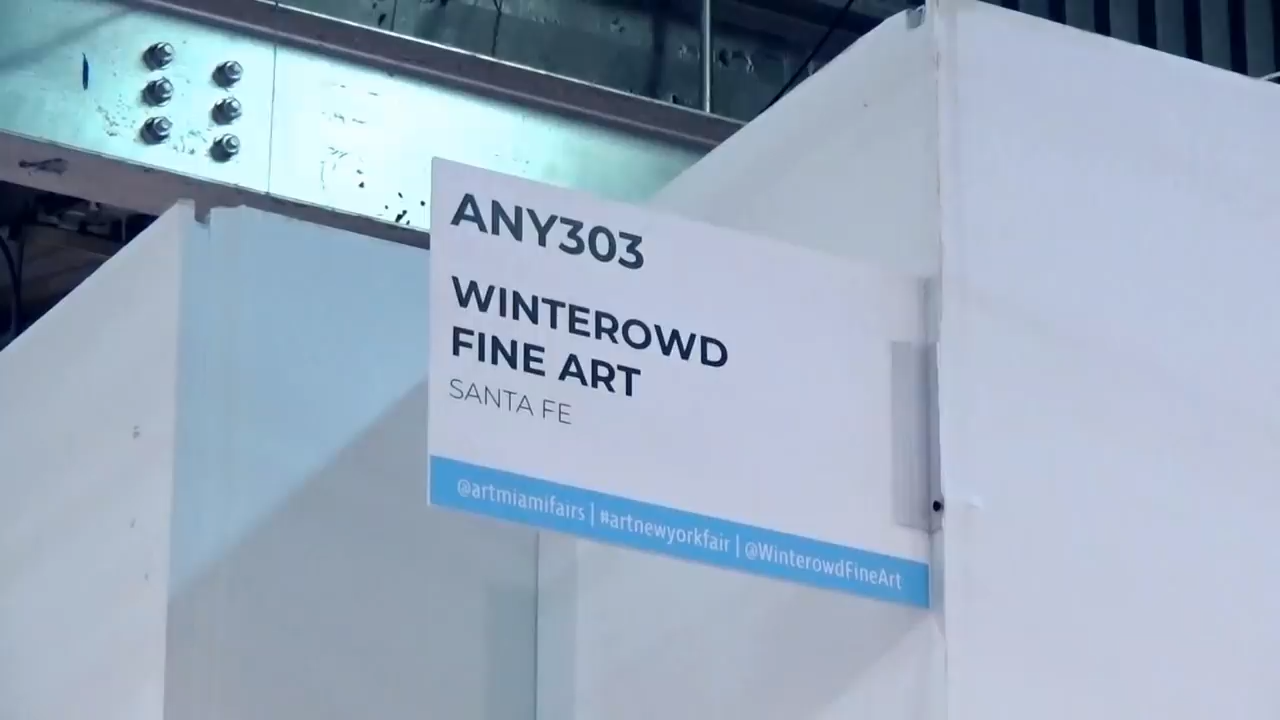 ANY303
WINTEROWD
FINE ART
SANTA FE
@artmiamifairs | #artnewyorkfair | @WinterowdFineArt